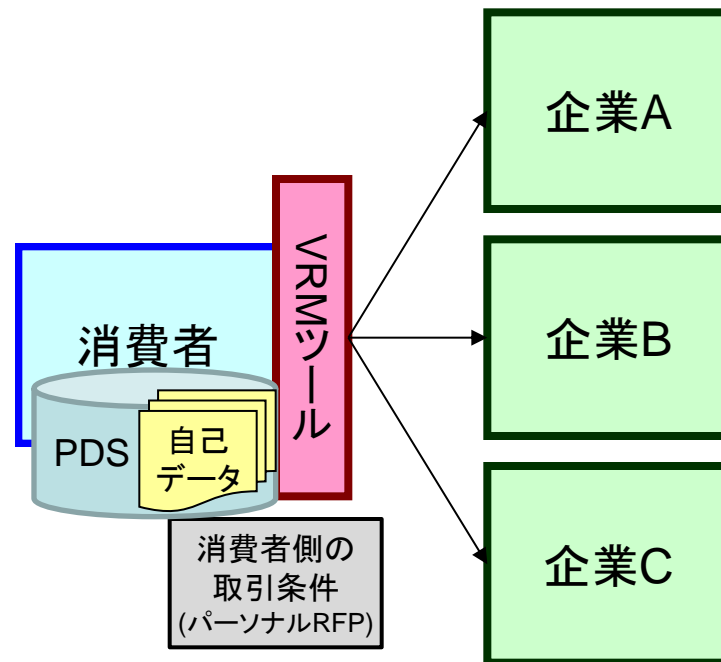 企業A
VRMツール
消費者
企業B
PDS
自己
データ
消費者側の
取引条件
(パーソナルRFP)
企業C